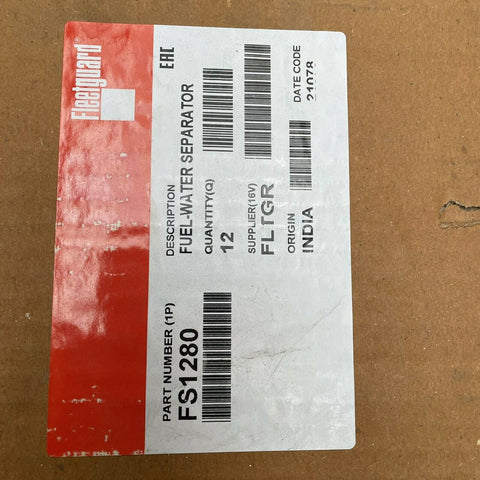 Fleetguard
EAC
PART NUMBER (1P)
FS1280
DESCRIPTION
FUEL-WATER SEPARATOR
QUANTITY(Q)
12
SUPPLIER(16V)
FLTGR
ORIGIN
INDIA
DATE CODE
21078